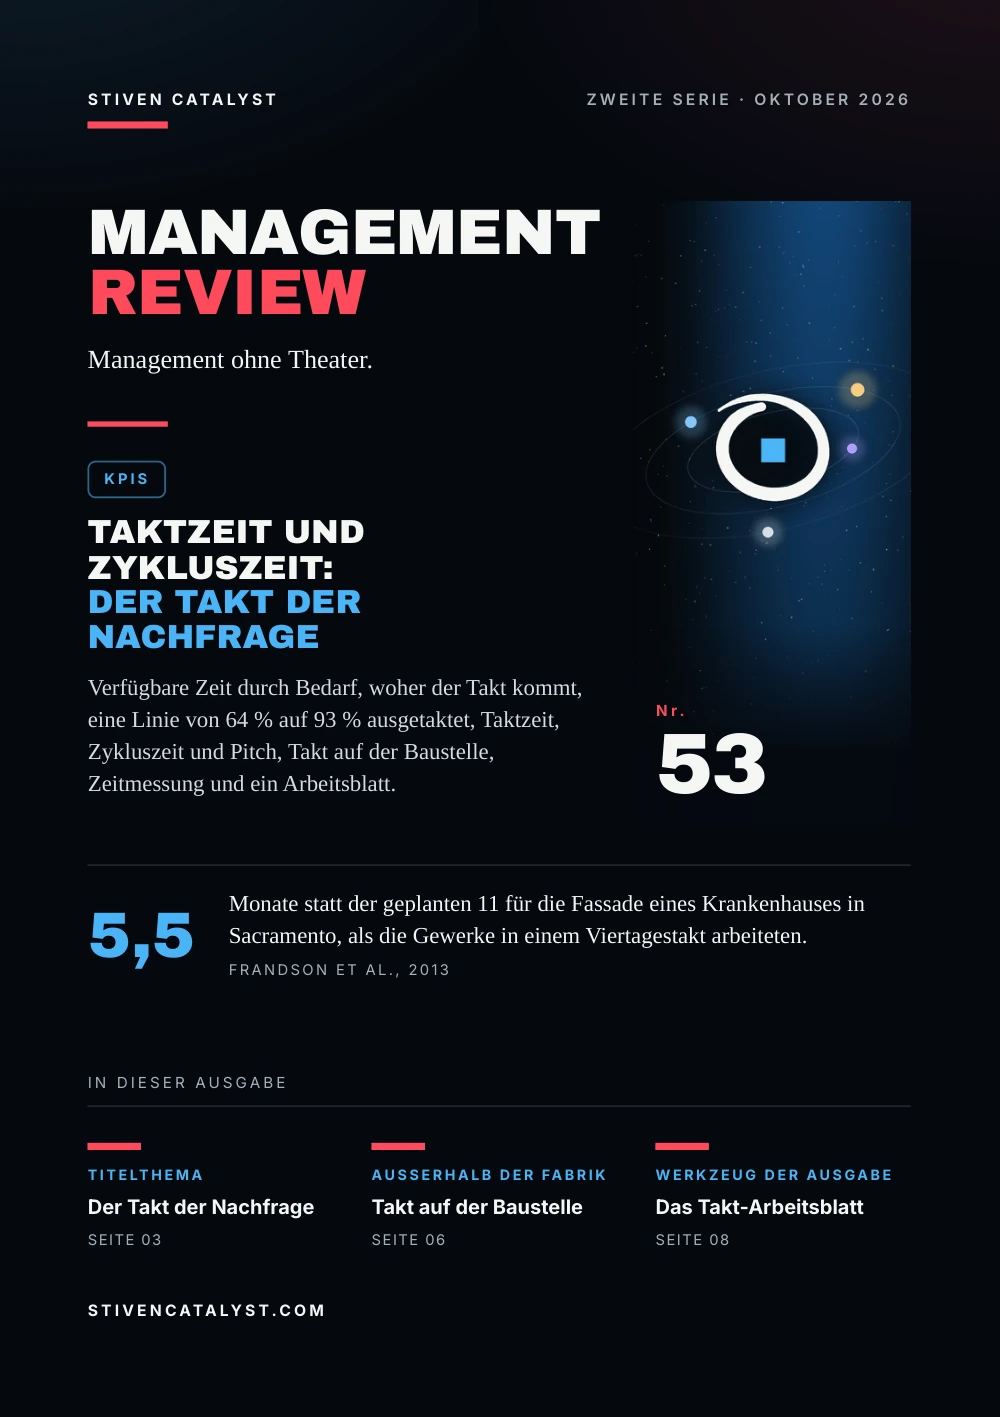 STIVEN CATALYST
ZWEITE SERIE · OKTOBER 2026
MANAGEMENT
REVIEW
Management ohne Theater.
KPIS
TAKTZEIT UND
ZYKLUSZEIT:
DER TAKT DER
NACHFRAGE
Verfügbare Zeit durch Bedarf, woher der Takt kommt,
eine Linie von 64 % auf 93 % ausgetaktet, Taktzeit,
Zykluszeit und Pitch, Takt auf der Baustelle,
Zeitmessung und ein Arbeitsblatt.
Nr.
53
5,5
Monate statt der geplanten 11 für die Fassade eines Krankenhauses in
Sacramento, als die Gewerke in einem Viertagestakt arbeiteten.
FRANDSON ET AL., 2013
IN DIESER AUSGABE
TITELTHEMA
Der Takt der Nachfrage
SEITE 03
AUSSERHALB DER FABRIK
Takt auf der Baustelle
SEITE 06
WERKZEUG DER AUSGABE
Das Takt-Arbeitsblatt
SEITE 08
STIVENCATALYST.COM